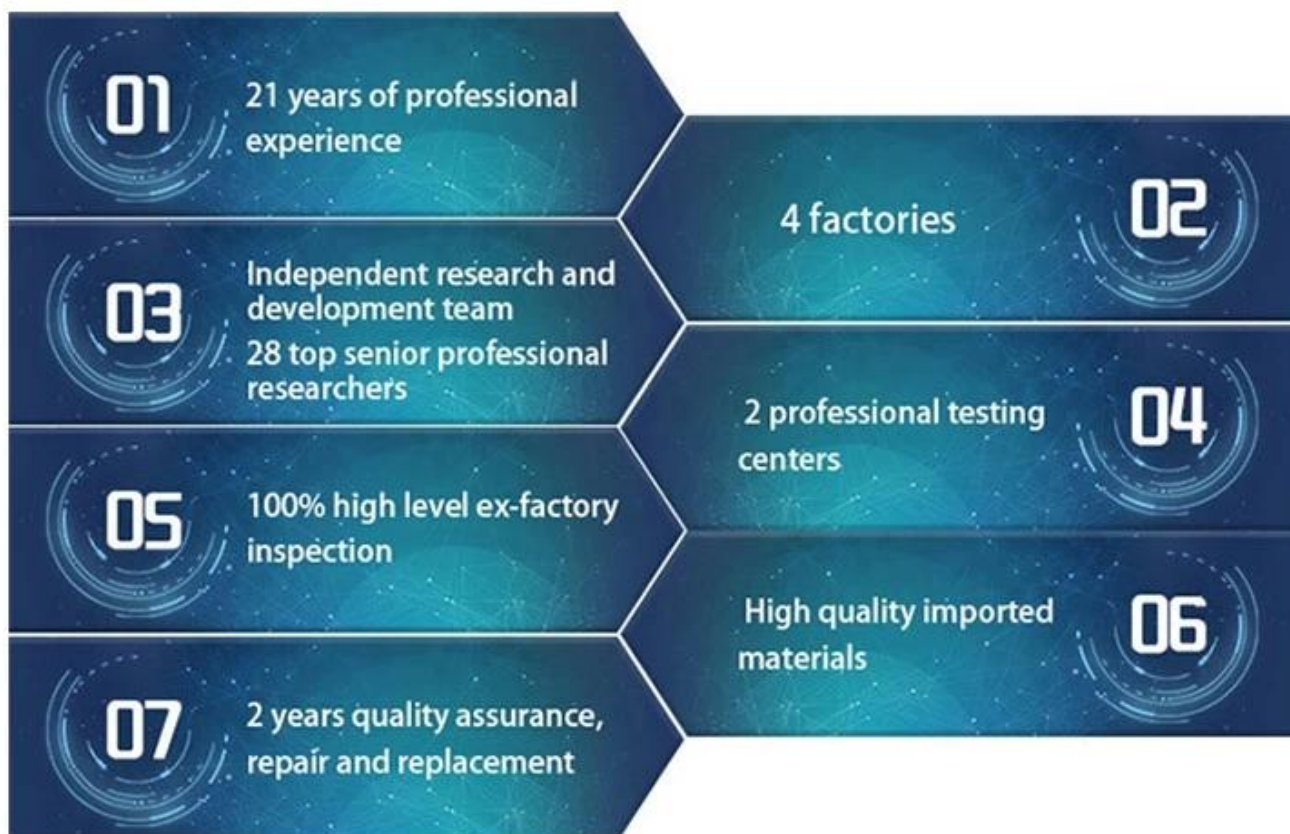 01
21 years of professional
experience
02
4 factories
03
Independent research and
development team
28 top senior professional
researchers
04
2 professional testing
centers
05
100% high level ex-factory
inspection
06
High quality imported
materials
07
2 years quality assurance,
repair and replacement